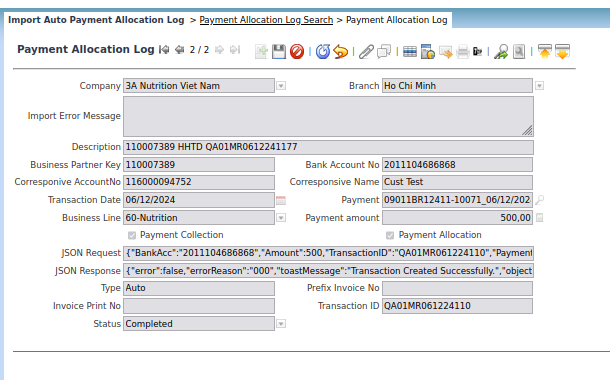 Import Auto Payment Allocation Log > Payment Allocation Log Search > Payment Allocation Log
Payment Allocation Log 2 / 2
Company 3A Nutrition Viet Nam Branch Ho Chi Minh
Import Error Message
Description 110007389 HHTD QA01MR0612241177
Business Partner Key 110007389 Bank Account No 2011104686868
Corresponive AccountNo 116000094752 Corresponsive Name Cust Test
Transaction Date 06/12/2024 Payment 09011BR12411-10071_06/12/202
Business Line 60-Nutrition Payment amount 500,00
Payment Collection Payment Allocation
JSON Request {"BankAcc":"2011104686868","Amount":500,"TransactionID":"QA01MR061224110","Payment
JSON Response {"error":false,"errorReason":"000","toastMessage":"Transaction Created Successfully.","object
Type Auto Prefix Invoice No
Invoice Print No Transaction ID QA01MR061224110
Status Completed